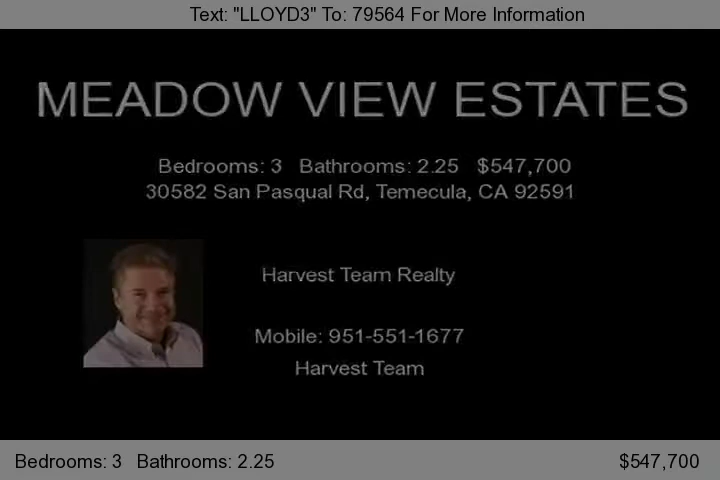 Text: "LLOYD3" To: 79564 For More Information
MEADOW VIEW ESTATES
Bedrooms: 3 Bathrooms: 2.25 $547,700
30582 San Pasqual Rd, Temecula, CA 92591
Harvest Team Realty
Mobile: 951-551-1677
Harvest Team
Bedrooms: 3 Bathrooms: 2.25 $547,700